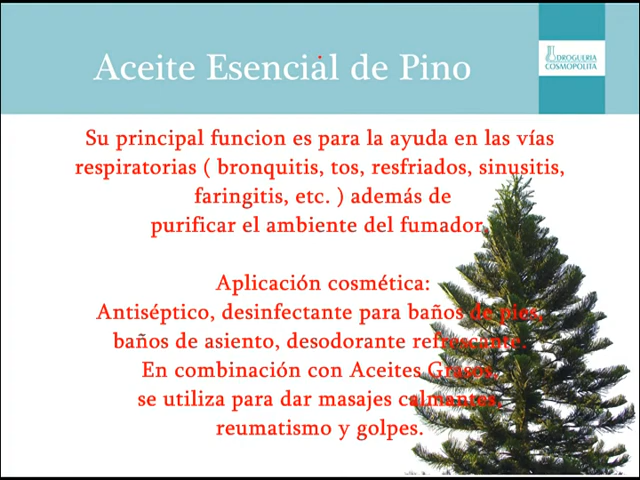 Aceite Esencial de Pino
DROGUERIA
COSMOPOLITA
Su principal funcion es para la ayuda en las vías
respiratorias ( bronquitis, tos, resfriados, sinusitis,
faringitis, etc. ) además de
purificar el ambiente del fumador,
Aplicación cosmética:
Antiséptico, desinfectante para baños de pies,
baños de asiento, desodorante refrescante.
En combinación con Aceites Grasos,
se utiliza para dar masajes calmantes,
reumatismo y golpes.